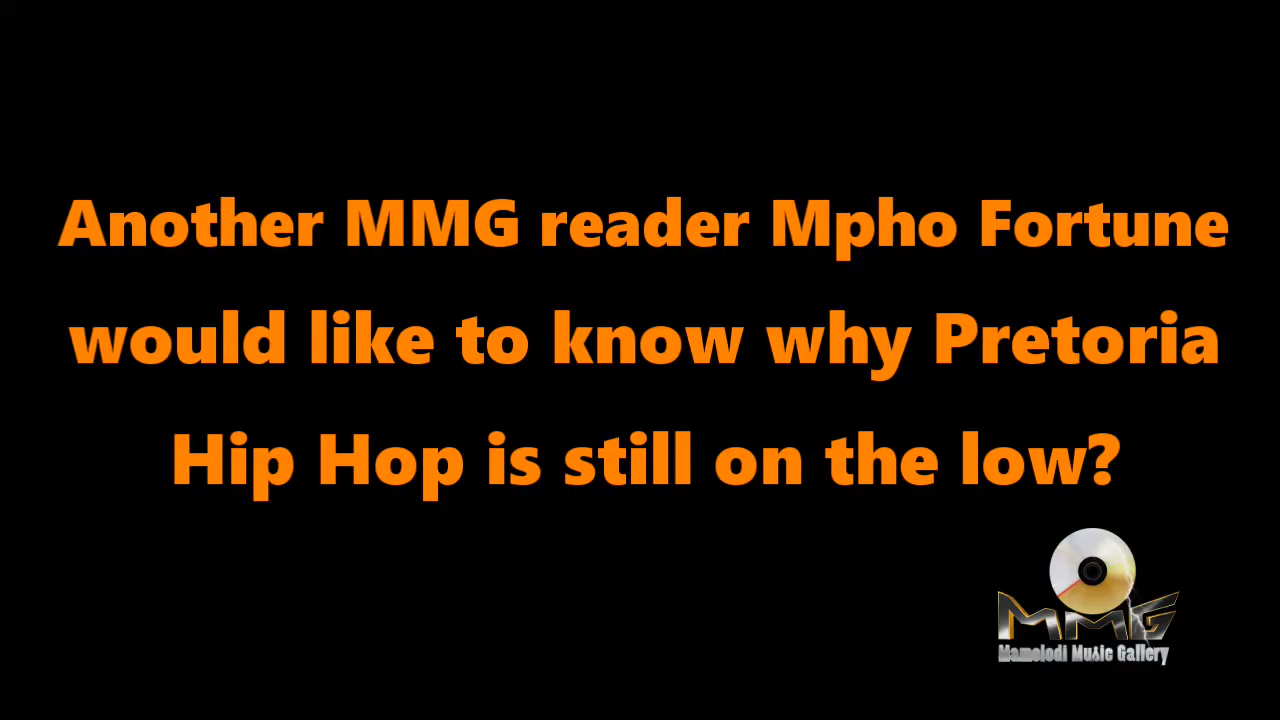 Another MMG reader Mpho Fortune
would like to know why Pretoria
Hip Hop is still on the low?
MMG
Mamelodi Music Gallery